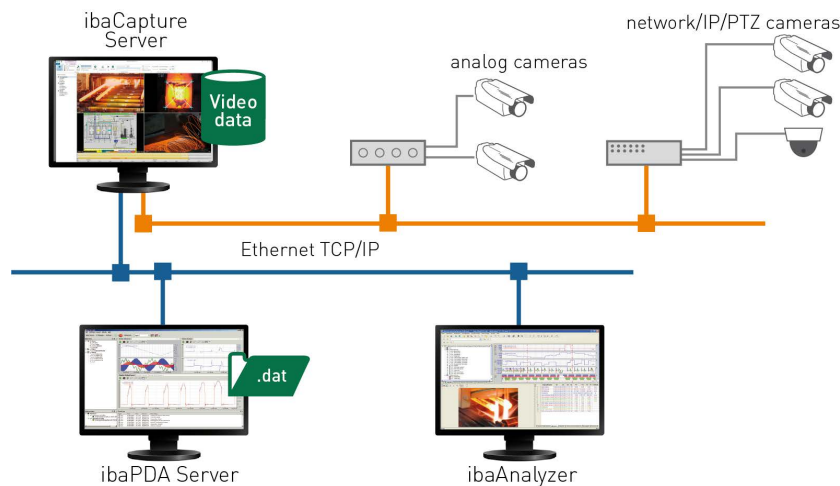 ibaCapture
Server
Video
data
analog cameras
network/IP/PTZ cameras
Ethernet TCP/IP
.dat
ibaPDA Server
ibaAnalyzer